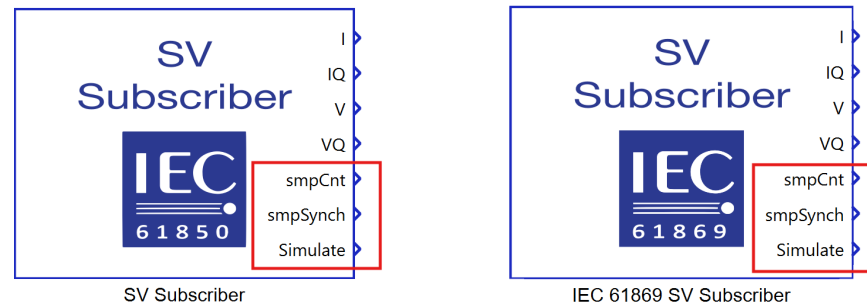 SV
Subscriber
I
IQ
V
VQ
smpCnt
smpSynch
Simulate
IEC
61850
SV Subscriber
SV
Subscriber
I
IQ
V
VQ
smpCnt
smpSynch
Simulate
IEC
61869
IEC 61869 SV Subscriber